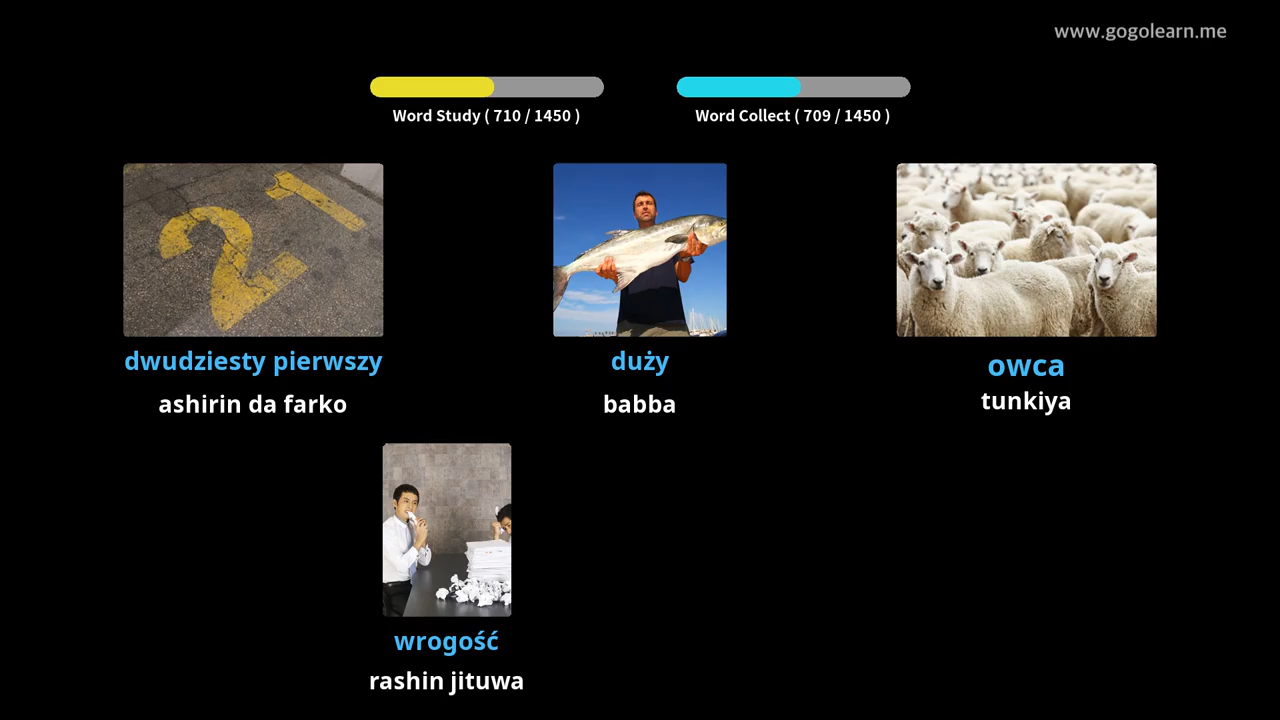 www.gogolearn.me
Word Study ( 710 / 1450 )
Word Collect ( 709 / 1450 )
21
dwudziesty pierwszy
duży
owca
ashirin da farko
babba
tunkiya
wrogość
rashin jituwa